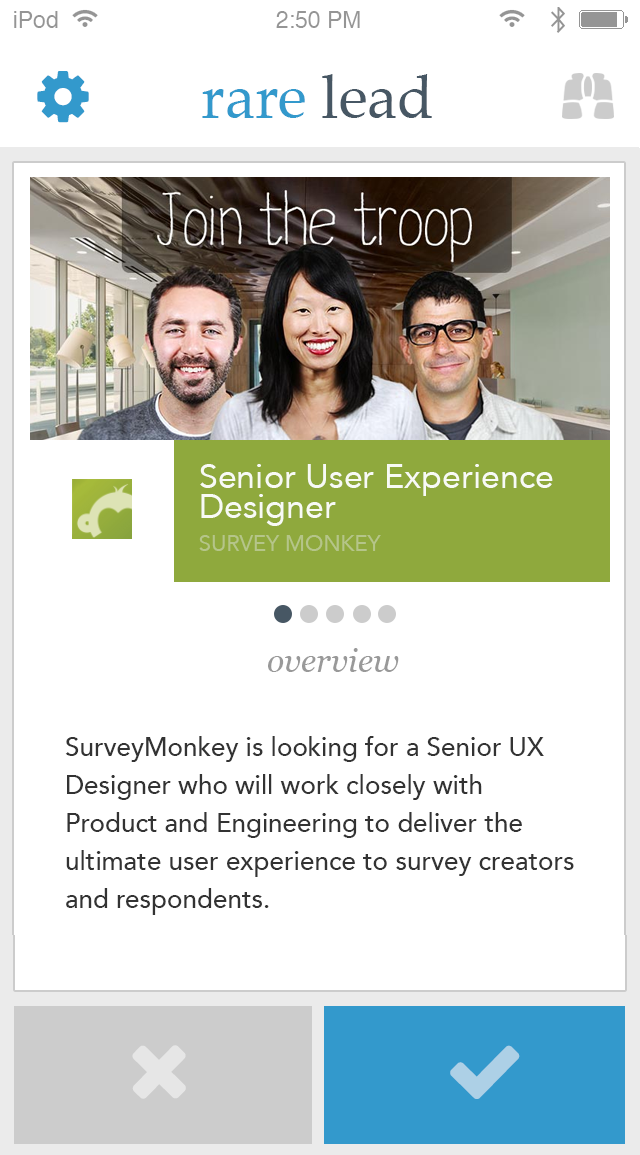 iPod 2:50 PM
rare lead
Join the troop
Senior User Experience
Designer
SURVEY MONKEY
overview
SurveyMonkey is looking for a Senior UX
Designer who will work closely with
Product and Engineering to deliver the
ultimate user experience to survey creators
and respondents.